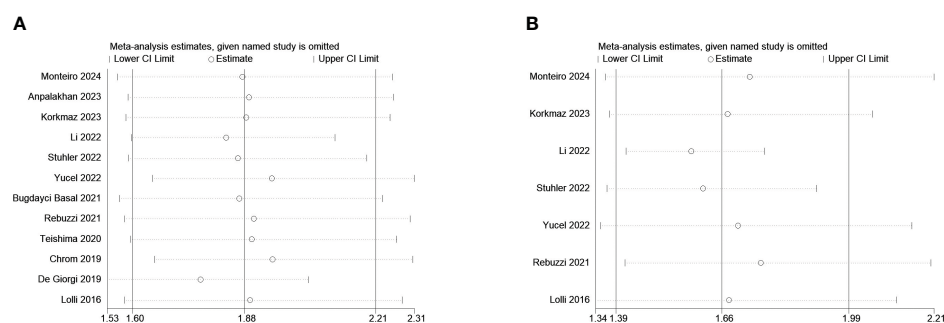 A
Meta-analysis estimates, given named study is omitted
Lower CI Limit Estimate Upper CI Limit
Monteiro 2024
Anpalakhan 2023
Korkmaz 2023
Li 2022
Stuhler 2022
Yucel 2022
Bugdayci Basal 2021
Rebuzzi 2021
Teishima 2020
Chrom 2019
De Giorgi 2019
Lolli 2016
1.53 1.60 1.88 2.21 2.31
B
Meta-analysis estimates, given named study is omitted
Lower CI Limit Estimate Upper CI Limit
Monteiro 2024
Korkmaz 2023
Li 2022
Stuhler 2022
Yucel 2022
Rebuzzi 2021
Lolli 2016
1.34 1.39 1.66 1.99 2.21